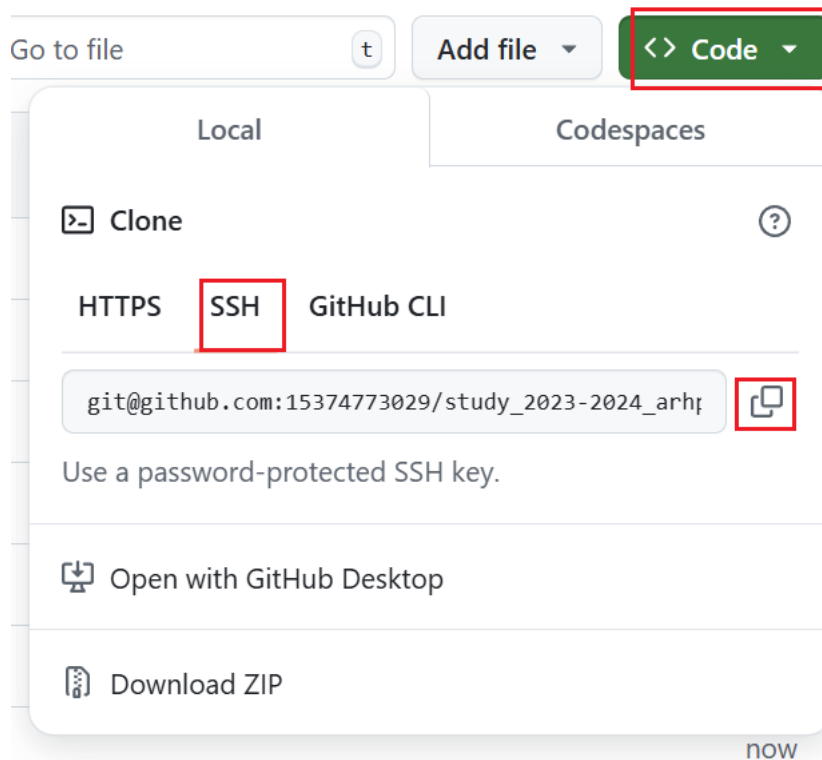 Go to file t Add file <> Code
Local Codespaces
Clone
HTTPS SSH GitHub CLI
git@github.com:15374773029/study_2023-2024_arhp
Use a password-protected SSH key.
Open with GitHub Desktop
Download ZIP
now